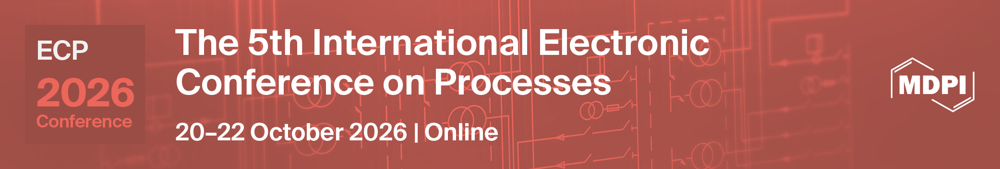 ECP
2026
Conference
The 5th International Electronic
Conference on Processes
20–22 October 2026 | Online
MDPI